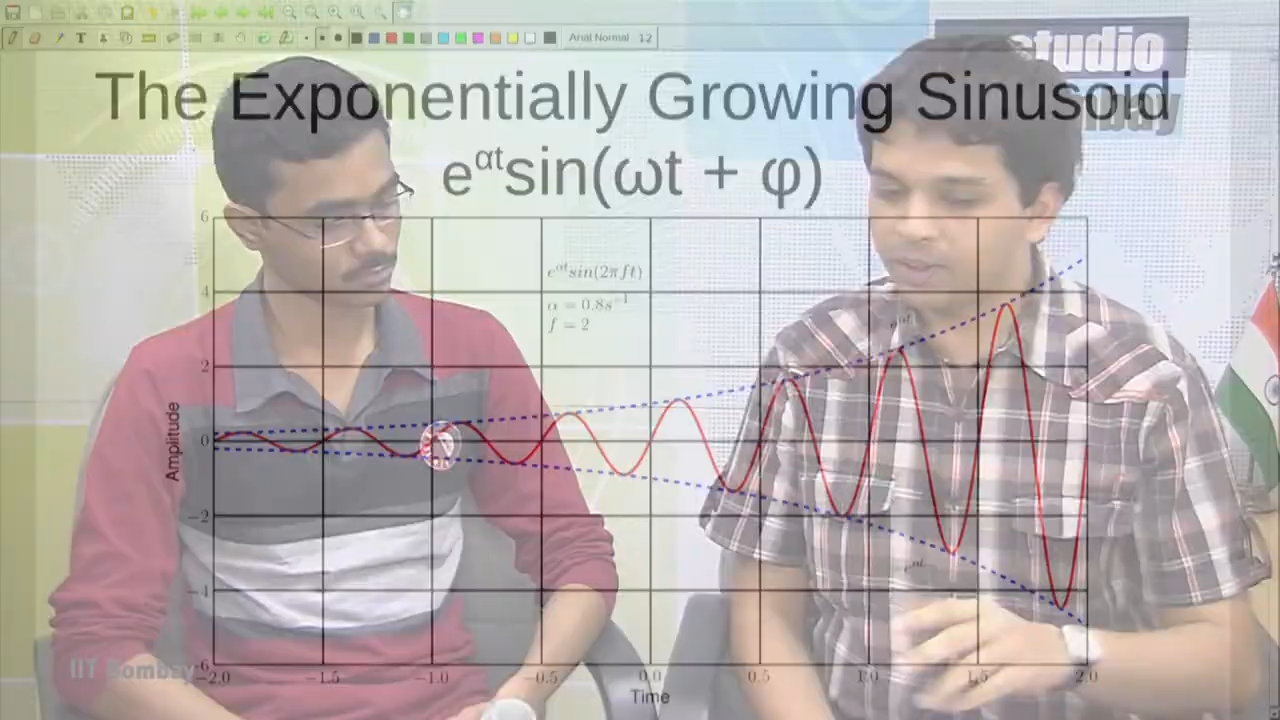 Arial Normal 12
studio
The Exponentially Growing Sinusoid
e^αt sin(ωt + φ)
6
e^αt sin(2πft)
α = 0.8s⁻¹
f = 2
4
e^αt
2
Amplitude
0
−2
e^αt
−4
−6
IIT Bombay
−2.0 −1.5 −1.0 −0.5 0.0 0.5 1.0 1.5 2.0
Time